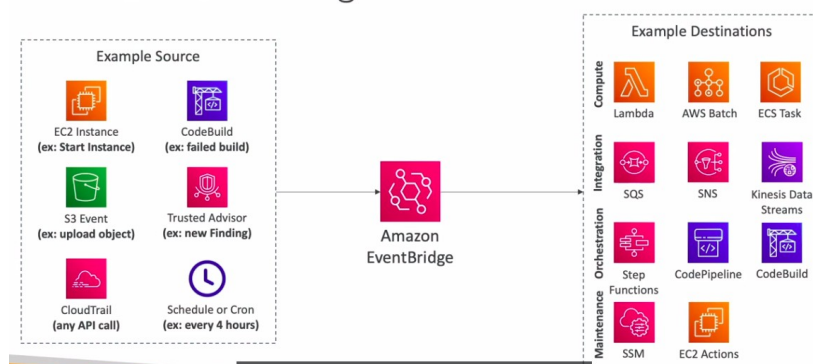 Example Source
EC2 Instance
(ex: Start Instance)
CodeBuild
(ex: failed build)
S3 Event
(ex: upload object)
Trusted Advisor
(ex: new Finding)
CloudTrail
(any API call)
Schedule or Cron
(ex: every 4 hours)
Amazon
EventBridge
Example Destinations
Compute
Lambda
AWS Batch
ECS Task
Integration
SQS
SNS
Kinesis Data
Streams
Orchestration
Step
Functions
CodePipeline
CodeBuild
Maintenance
SSM
EC2 Actions